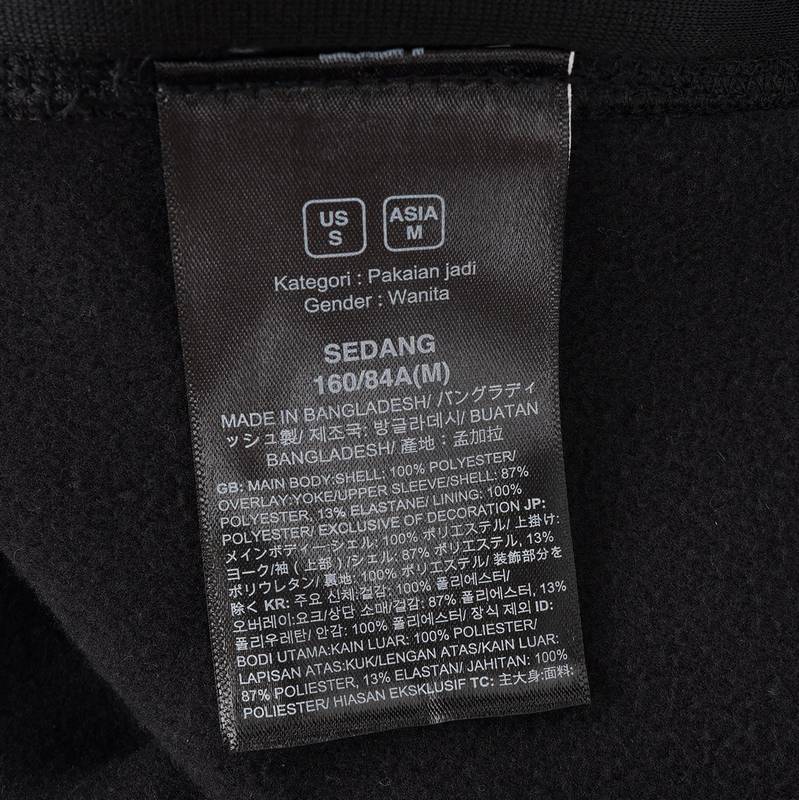 US
S
ASIA
M
Kategori : Pakaian jadi
Gender : Wanita
SEDANG
160/84A(M)
MADE IN BANGLADESH/ バングラディ
ッシュ製/ 제조국: 방글라데시/ BUATAN
BANGLADESH/ 產地：孟加拉
GB: MAIN BODY:SHELL: 100% POLYESTER/
OVERLAY:YOKE/UPPER SLEEVE/SHELL: 87%
POLYESTER, 13% ELASTANE/ LINING: 100%
POLYESTER/ EXCLUSIVE OF DECORATION JP:
メインボディー:シェル: 100% ポリエステル/ 上掛け:
ヨーク/袖 ( 上部 ) /シェル: 87% ポリエステル, 13%
ポリウレタン/ 裏地: 100% ポリエステル/ 装飾部分を
除く KR: 주요 신체:겉감: 100% 폴리에스터/
오버레이:요크/상단 소매/겉감: 87% 폴리에스터, 13%
폴리우레탄/ 안감: 100% 폴리에스터/ 장식 제외 ID:
BODI UTAMA:KAIN LUAR: 100% POLIESTER/
LAPISAN ATAS:KUK/LENGAN ATAS/KAIN LUAR:
87% POLIESTER, 13% ELASTAN/ JAHITAN: 100%
POLIESTER/ HIASAN EKSKLUSIF TC: 主大身:面料: